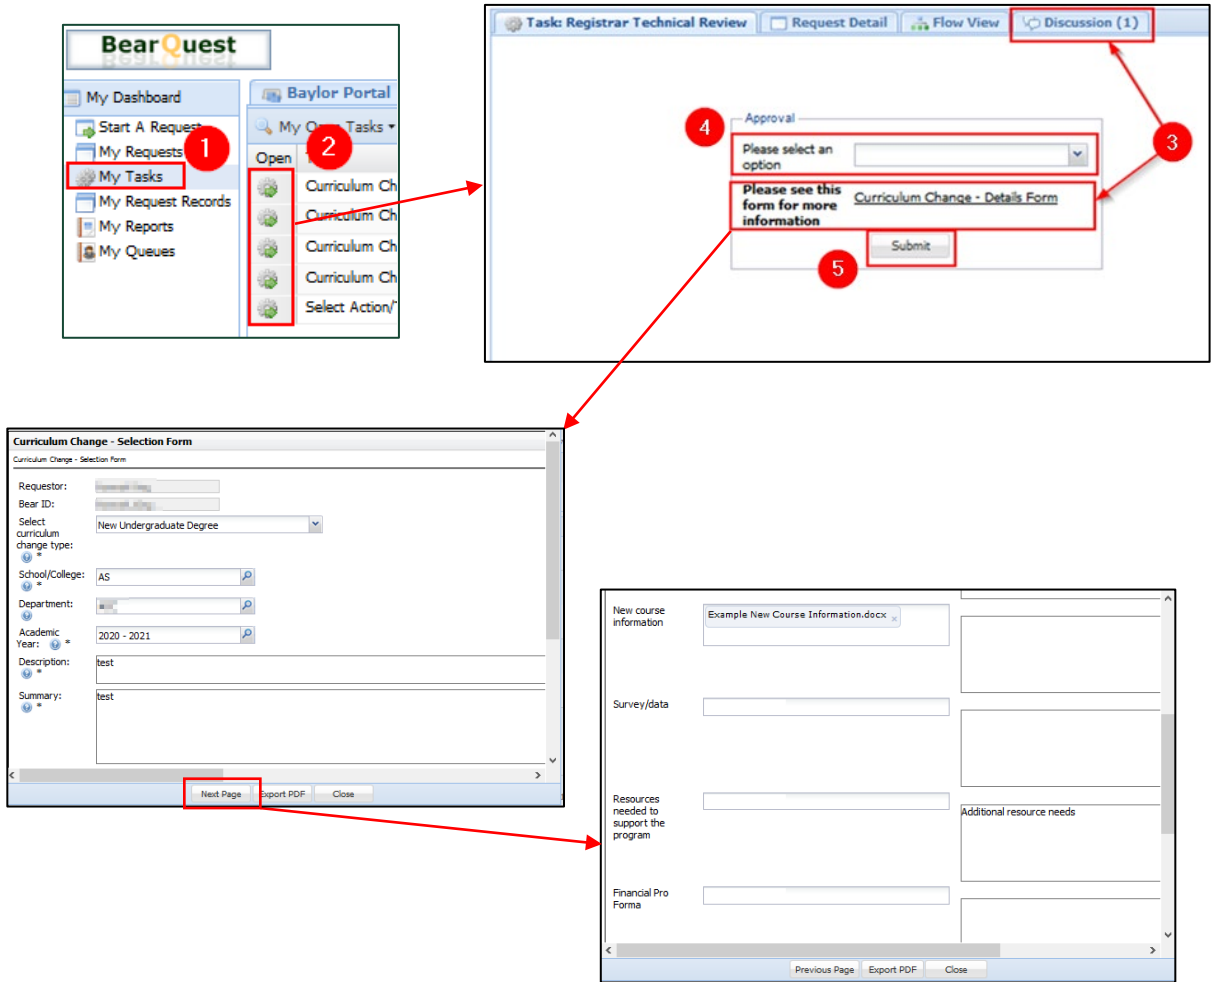 BearQuest
My Dashboard
Start A Request
My Requests
My Tasks
My Request Records
My Reports
My Queues
1
Baylor Portal
My Open Tasks
2
Open
Curriculum Ch
Curriculum Ch
Curriculum Ch
Curriculum Ch
Select Action/
Task: Registrar Technical Review
Request Detail
Flow View
Discussion (1)
3
4
Approval
Please select an
option
Please see this
form for more
information
Curriculum Change - Details Form
Submit
5
Curriculum Change - Selection Form
Curriculum Change - Selection Form
Requestor:
Bear ID:
Select
curriculum
change type:
*
New Undergraduate Degree
School/College:
*
AS
Department:
Academic
Year: *
2020 - 2021
Description:
*
test
Summary:
*
test
Next Page
Export PDF
Close
New course
information
Example New Course Information.docx x
Survey/data
Resources
needed to
support the
program
Additional resource needs
Financial Pro
Forma
Previous Page
Export PDF
Close